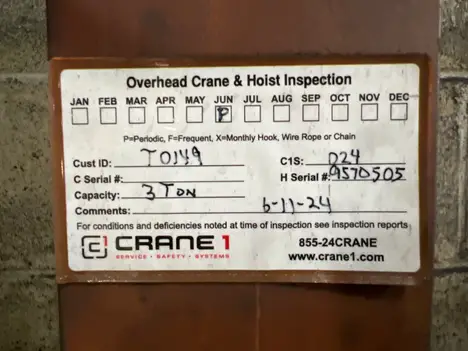 Overhead Crane & Hoist Inspection
JAN FEB MAR APR MAY JUN JUL AUG SEP OCT NOV DEC
P
P=Periodic, F=Frequent, X=Monthly Hook, Wire Rope or Chain
Cust ID: T0149 C1S: 024
C Serial #: H Serial #: 9570505
Capacity: 3 TON
Comments: 6-11-24
For conditions and deficiencies noted at time of inspection see inspection reports
C1 CRANE 1 855-24CRANE
SERVICE • SAFETY • SYSTEMS www.crane1.com